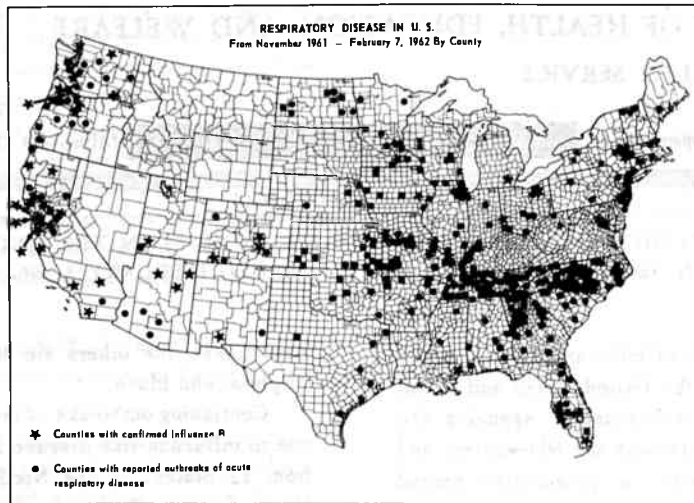 RESPIRATORY DISEASE IN U. S.
From November 1961 — February 7, 1962 By County
Counties with confirmed Influenza B
Counties with reported outbreaks of acute
respiratory disease